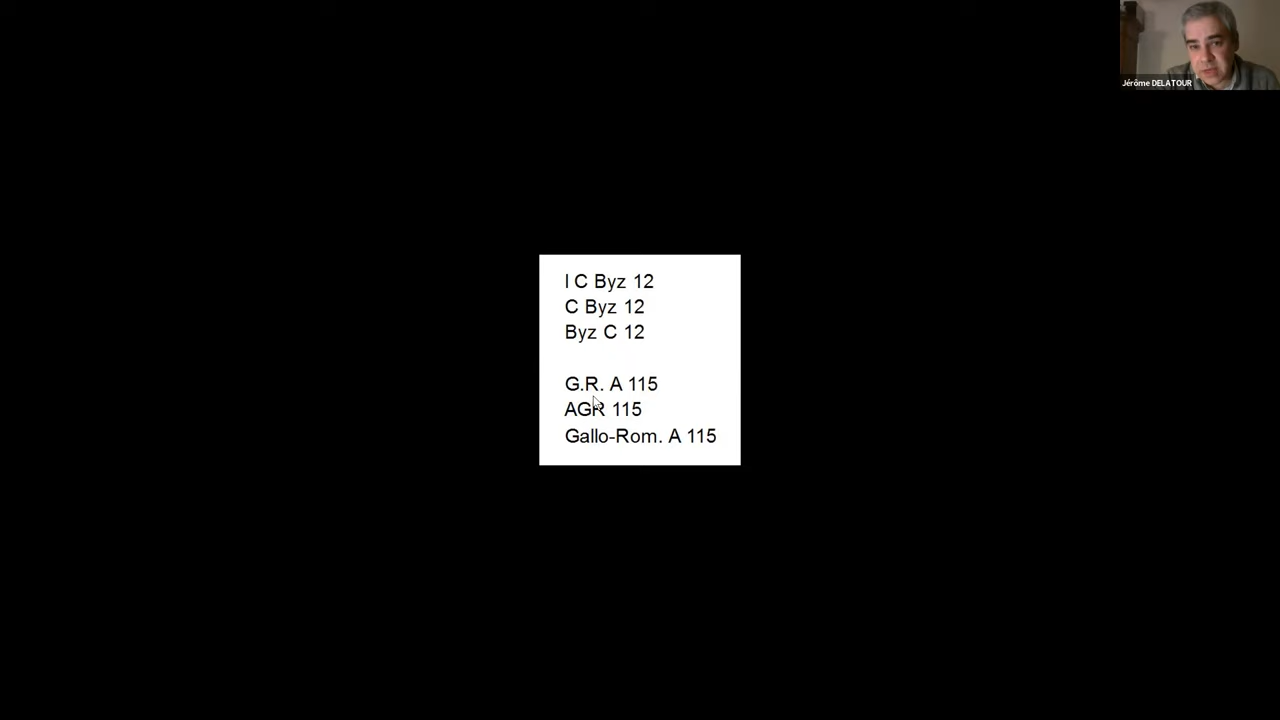 Jérôme DELATOUR
I C Byz 12
C Byz 12
Byz C 12
G.R. A 115
AGR 115
Gallo-Rom. A 115